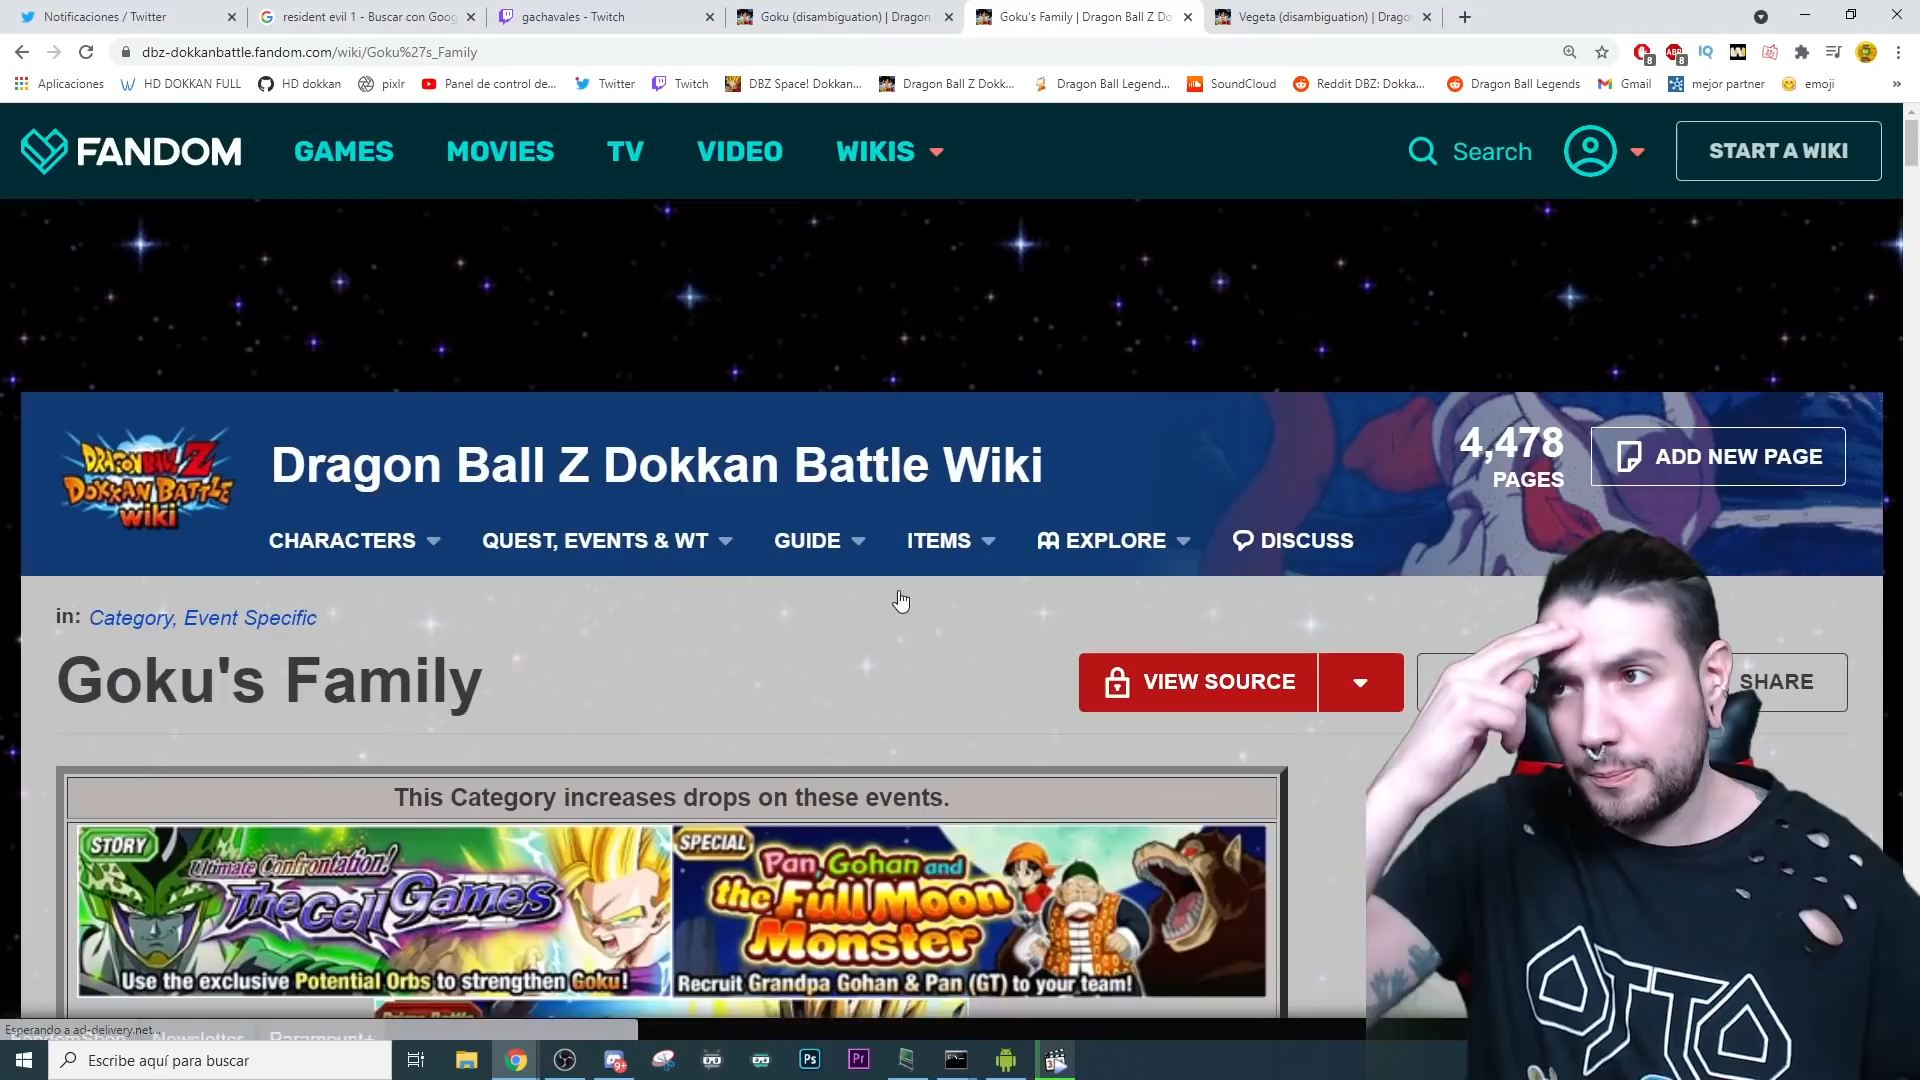 Notificaciones / Twitter
resident evil 1 - Buscar con Goog
gachavales - Twitch
Goku (disambiguation) | Dragon
Goku's Family | Dragon Ball Z Do
Vegeta (disambiguation) | Drago
dbz-dokkanbattle.fandom.com/wiki/Goku%27s_Family
Aplicaciones
HD DOKKAN FULL
HD dokkan
pixlr
Panel de control de...
Twitter
Twitch
DBZ Space! Dokkan...
Dragon Ball Z Dokk...
Dragon Ball Legend...
SoundCloud
Reddit DBZ: Dokka...
Dragon Ball Legends
Gmail
mejor partner
emoji
FANDOM
GAMES
MOVIES
TV
VIDEO
WIKIS
Search
START A WIKI
DRAGON BALL Z
DOKKAN BATTLE
wiki
Dragon Ball Z Dokkan Battle Wiki
4,478
PAGES
ADD NEW PAGE
CHARACTERS
QUEST, EVENTS & WT
GUIDE
ITEMS
EXPLORE
DISCUSS
in: Category, Event Specific
Goku's Family
VIEW SOURCE
SHARE
This Category increases drops on these events.
STORY
Ultimate Confrontation!
The Cell Games
Use the exclusive Potential Orbs to strengthen Goku!
SPECIAL
Pan, Gohan and
the Full Moon
Monster
Recruit Grandpa Gohan & Pan (GT) to your team!
Esperando a ad-delivery.net...
Escribe aquí para buscar
Ps
Pr